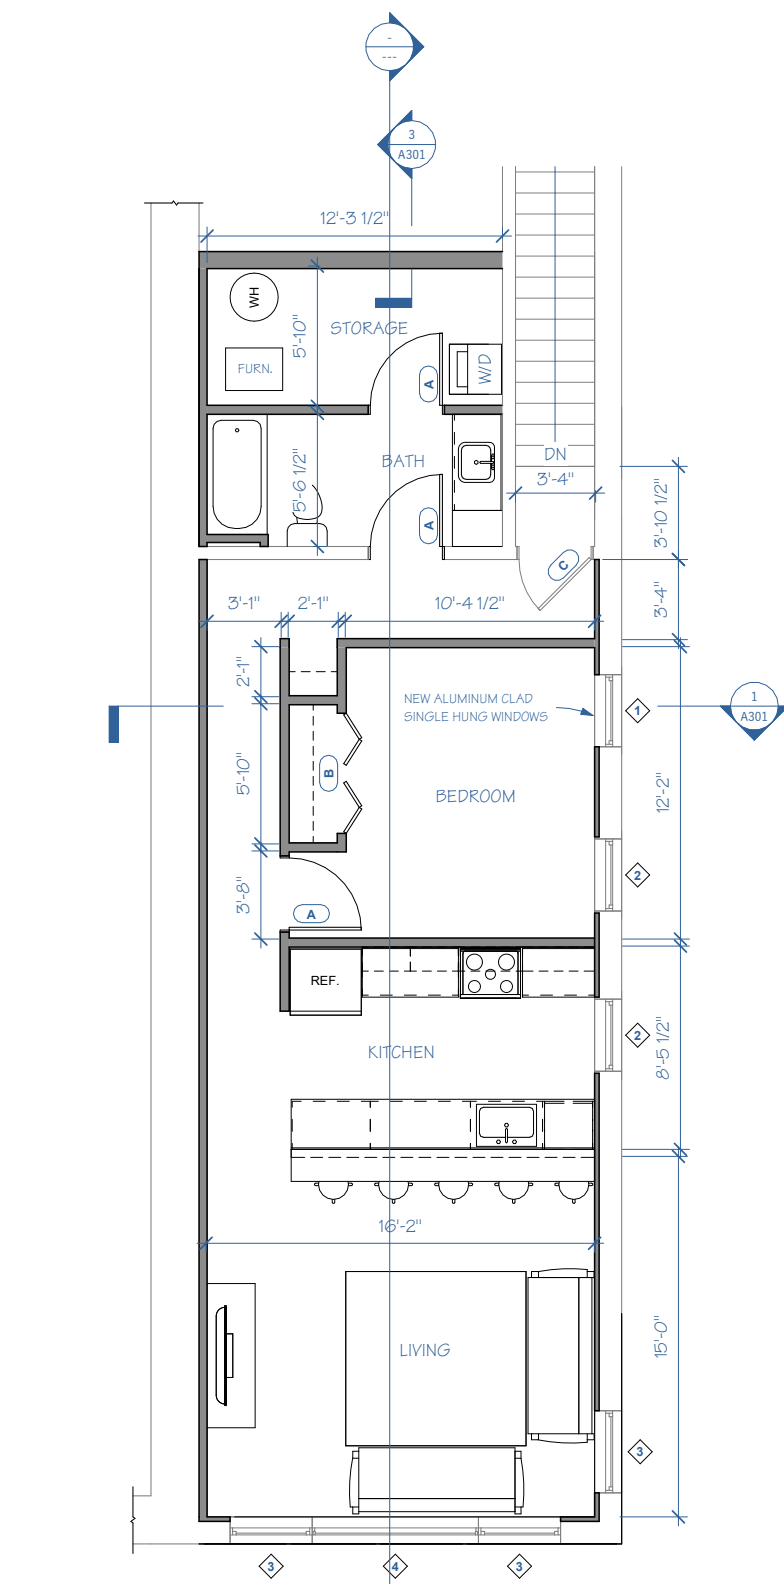 -
---
3
A301
12'-3 1/2"
WH
5'-10"
STORAGE
FURN.
W/D
A
5'-6 1/2"
BATH
DN
3'-4"
A
3'-10 1/2"
C
3'-1"
2'-1"
10'-4 1/2"
3'-4"
2'-1"
NEW ALUMINUM CLAD
SINGLE HUNG WINDOWS
1
1
A301
5'-10"
B
BEDROOM
12'-2"
2
3'-8"
A
REF.
KITCHEN
2
8'-5 1/2"
16'-2"
LIVING
15'-0"
3
3
4
3